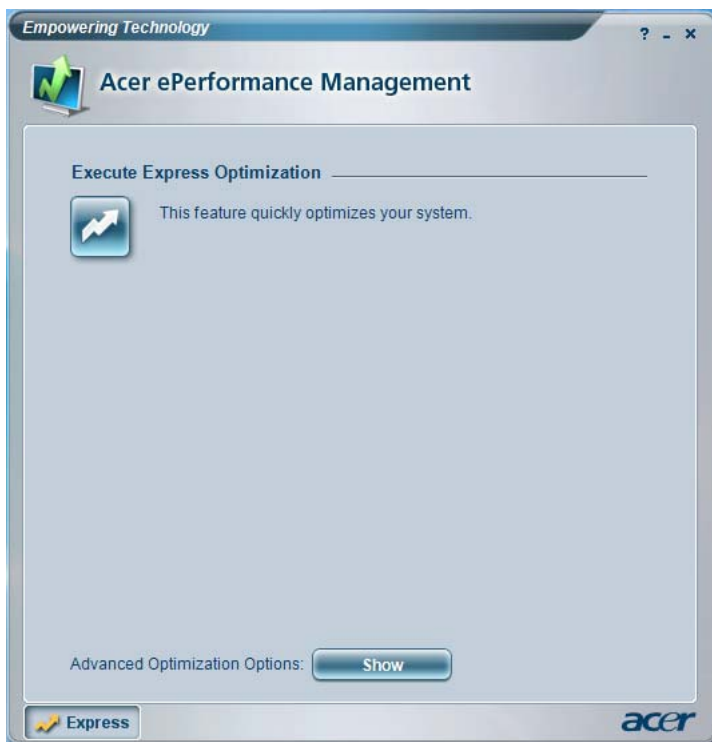 Empowering Technology
? - x
Acer ePerformance Management
Execute Express Optimization
This feature quickly optimizes your system.
Advanced Optimization Options: Show
Express
acer